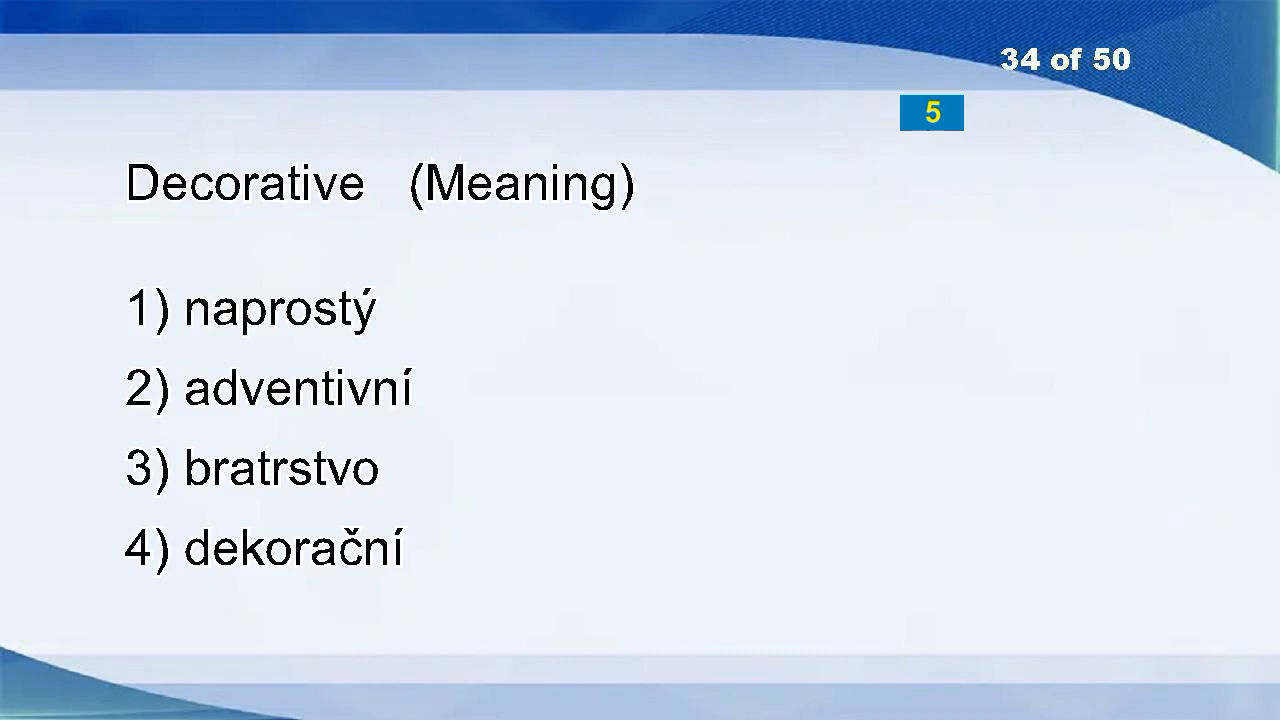 34 of 50
5
Decorative (Meaning)
1) naprostý
2) adventivní
3) bratrstvo
4) dekorační